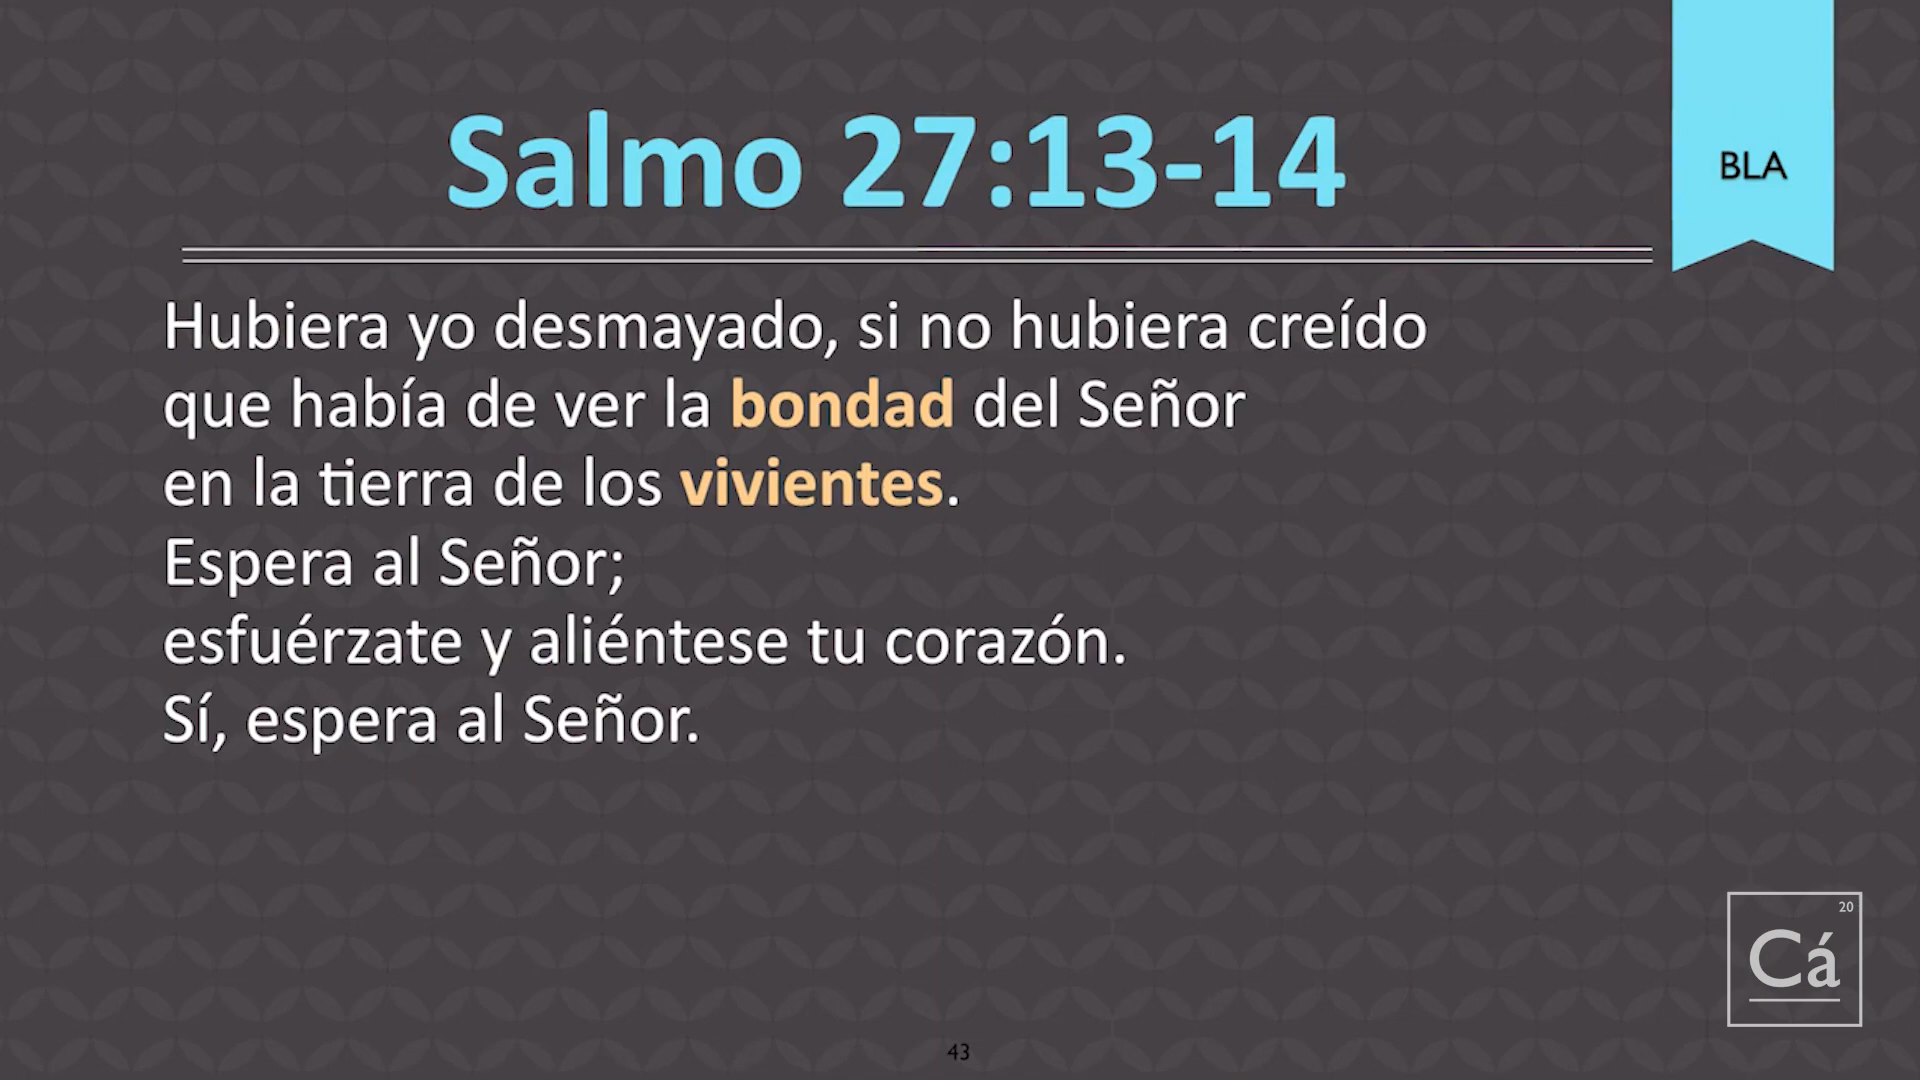 Salmo 27:13-14
BLA
Hubiera yo desmayado, si no hubiera creído
que había de ver la bondad del Señor
en la tierra de los vivientes.
Espera al Señor;
esfuérzate y aliéntese tu corazón.
Sí, espera al Señor.
20
Cá
43